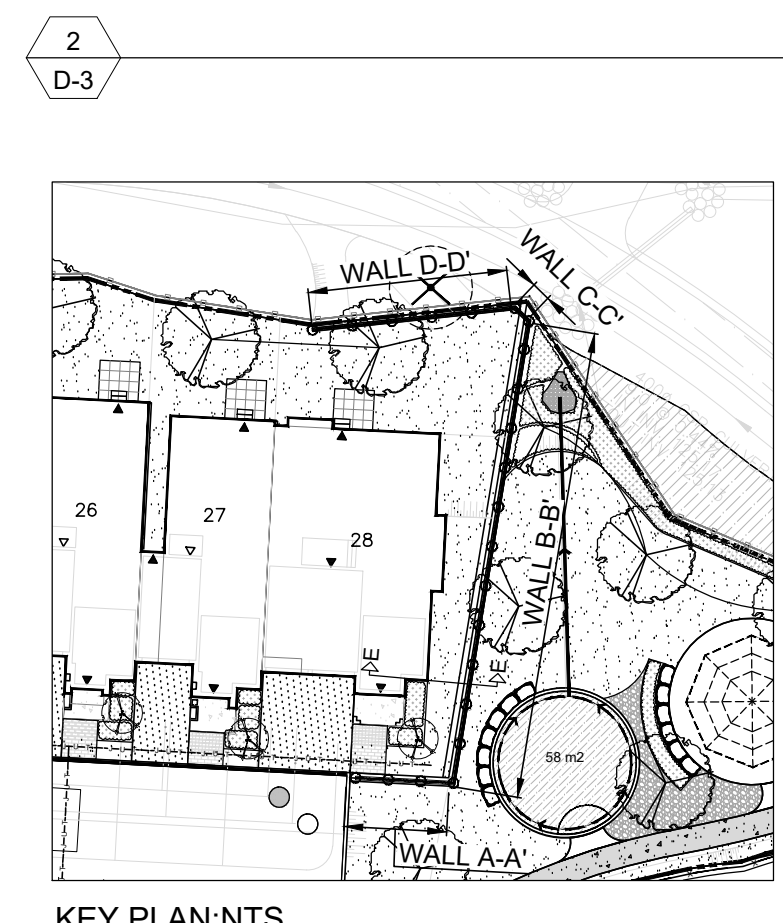 2
D-3
WALL D-D'
WALL C-C'
26
27
28
WALL B-B'
E
E
58 m2
WALL A-A'
KEY PLAN:NTS